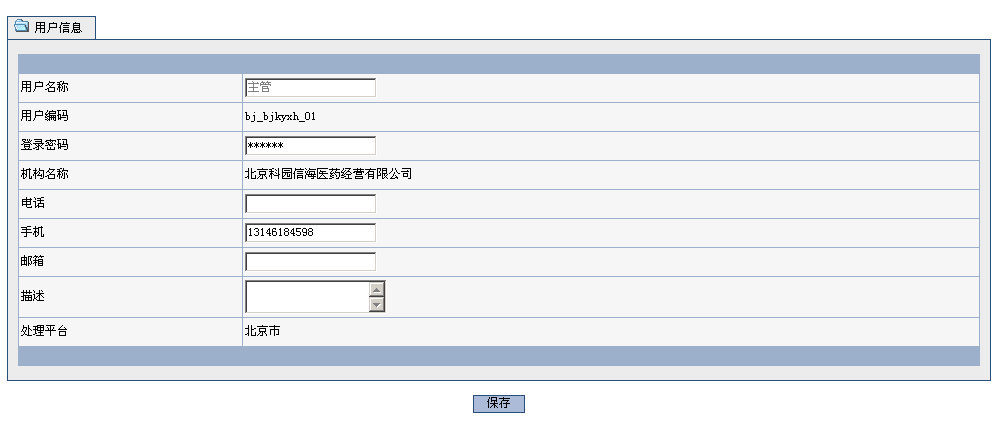 用户信息
用户名称 主管
用户编码 bj_bjkyxh_01
登录密码 ******
机构名称 北京科园信海医药经营有限公司
电话
手机 13146184598
邮箱
描述
处理平台 北京市
保存